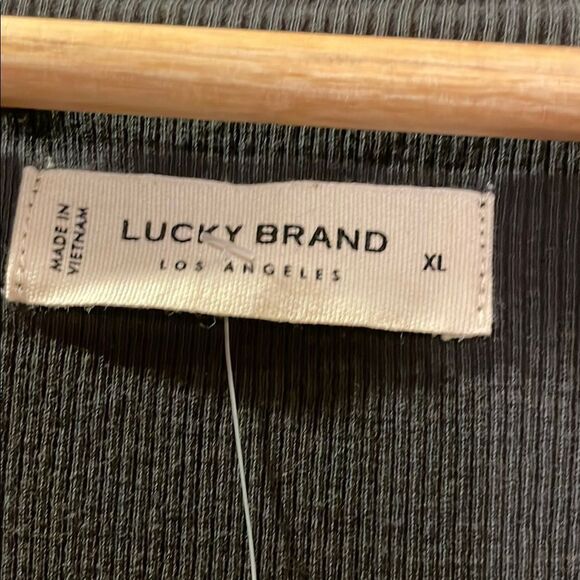 MADE IN
VIETNAM
LUCKY BRAND
LOS ANGELES
XL